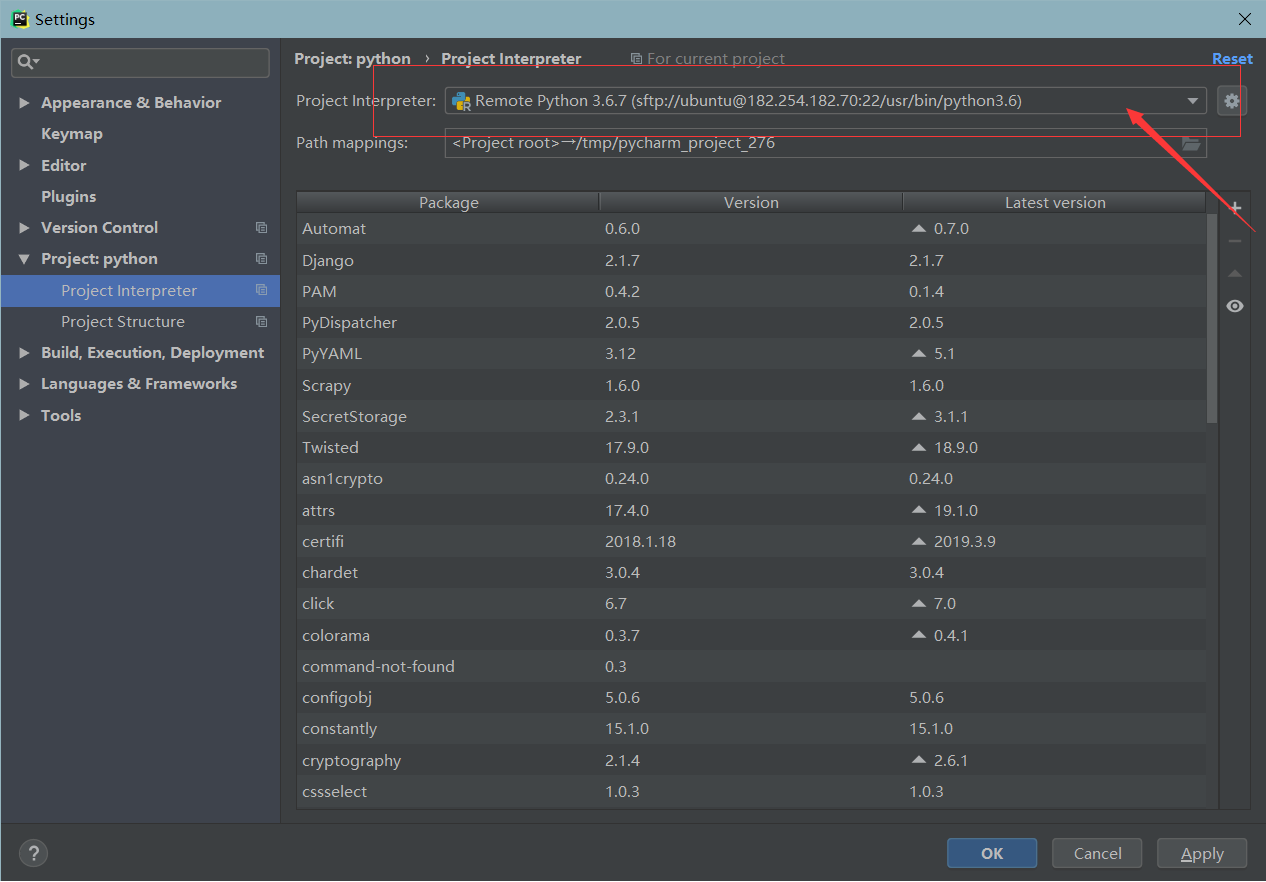 PC Settings
Project: python › Project Interpreter For current project Reset
Appearance & Behavior
Keymap
Editor
Plugins
Version Control
Project: python
Project Interpreter
Project Structure
Build, Execution, Deployment
Languages & Frameworks
Tools
Project Interpreter: Remote Python 3.6.7 (sftp://ubuntu@182.254.182.70:22/usr/bin/python3.6)
Path mappings: <Project root>→/tmp/pycharm_project_276
Package Version Latest version
Automat 0.6.0 0.7.0
Django 2.1.7 2.1.7
PAM 0.4.2 0.1.4
PyDispatcher 2.0.5 2.0.5
PyYAML 3.12 5.1
Scrapy 1.6.0 1.6.0
SecretStorage 2.3.1 3.1.1
Twisted 17.9.0 18.9.0
asn1crypto 0.24.0 0.24.0
attrs 17.4.0 19.1.0
certifi 2018.1.18 2019.3.9
chardet 3.0.4 3.0.4
click 6.7 7.0
colorama 0.3.7 0.4.1
command-not-found 0.3
configobj 5.0.6 5.0.6
constantly 15.1.0 15.1.0
cryptography 2.1.4 2.6.1
cssselect 1.0.3 1.0.3
? OK Cancel Apply